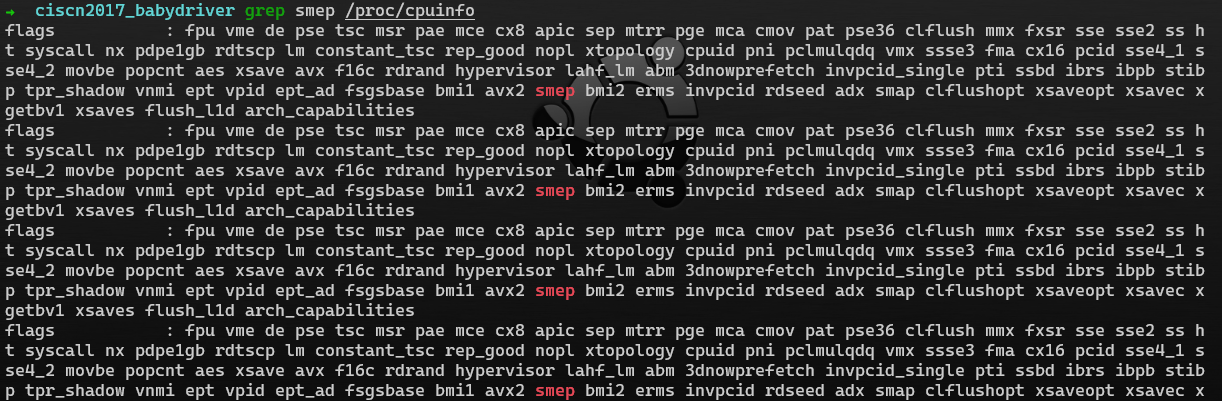 → ciscn2017_babydriver grep smep /proc/cpuinfo
flags : fpu vme de pse tsc msr pae mce cx8 apic sep mtrr pge mca cmov pat pse36 clflush mmx fxsr sse sse2 ss h
t syscall nx pdpe1gb rdtscp lm constant_tsc rep_good nopl xtopology cpuid pni pclmulqdq vmx ssse3 fma cx16 pcid sse4_1 s
se4_2 movbe popcnt aes xsave avx f16c rdrand hypervisor lahf_lm abm 3dnowprefetch invpcid_single pti ssbd ibrs ibpb stib
p tpr_shadow vnmi ept vpid ept_ad fsgsbase bmi1 avx2 smep bmi2 erms invpcid rdseed adx smap clflushopt xsaveopt xsavec x
getbv1 xsaves flush_l1d arch_capabilities
flags : fpu vme de pse tsc msr pae mce cx8 apic sep mtrr pge mca cmov pat pse36 clflush mmx fxsr sse sse2 ss h
t syscall nx pdpe1gb rdtscp lm constant_tsc rep_good nopl xtopology cpuid pni pclmulqdq vmx ssse3 fma cx16 pcid sse4_1 s
se4_2 movbe popcnt aes xsave avx f16c rdrand hypervisor lahf_lm abm 3dnowprefetch invpcid_single pti ssbd ibrs ibpb stib
p tpr_shadow vnmi ept vpid ept_ad fsgsbase bmi1 avx2 smep bmi2 erms invpcid rdseed adx smap clflushopt xsaveopt xsavec x
getbv1 xsaves flush_l1d arch_capabilities
flags : fpu vme de pse tsc msr pae mce cx8 apic sep mtrr pge mca cmov pat pse36 clflush mmx fxsr sse sse2 ss h
t syscall nx pdpe1gb rdtscp lm constant_tsc rep_good nopl xtopology cpuid pni pclmulqdq vmx ssse3 fma cx16 pcid sse4_1 s
se4_2 movbe popcnt aes xsave avx f16c rdrand hypervisor lahf_lm abm 3dnowprefetch invpcid_single pti ssbd ibrs ibpb stib
p tpr_shadow vnmi ept vpid ept_ad fsgsbase bmi1 avx2 smep bmi2 erms invpcid rdseed adx smap clflushopt xsaveopt xsavec x
getbv1 xsaves flush_l1d arch_capabilities
flags : fpu vme de pse tsc msr pae mce cx8 apic sep mtrr pge mca cmov pat pse36 clflush mmx fxsr sse sse2 ss h
t syscall nx pdpe1gb rdtscp lm constant_tsc rep_good nopl xtopology cpuid pni pclmulqdq vmx ssse3 fma cx16 pcid sse4_1 s
se4_2 movbe popcnt aes xsave avx f16c rdrand hypervisor lahf_lm abm 3dnowprefetch invpcid_single pti ssbd ibrs ibpb stib
p tpr_shadow vnmi ept vpid ept_ad fsgsbase bmi1 avx2 smep bmi2 erms invpcid rdseed adx smap clflushopt xsaveopt xsavec x